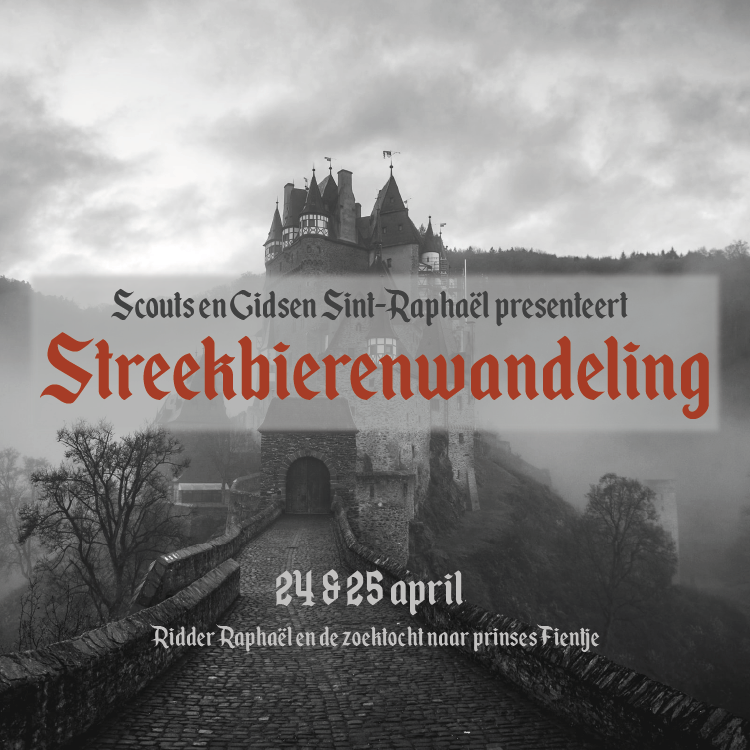 Scouts en Gidsen Sint-Raphaël presenteert
Streekbierenwandeling
24 & 25 april
Ridder Raphaël en de zoektocht naar prinses Fientje